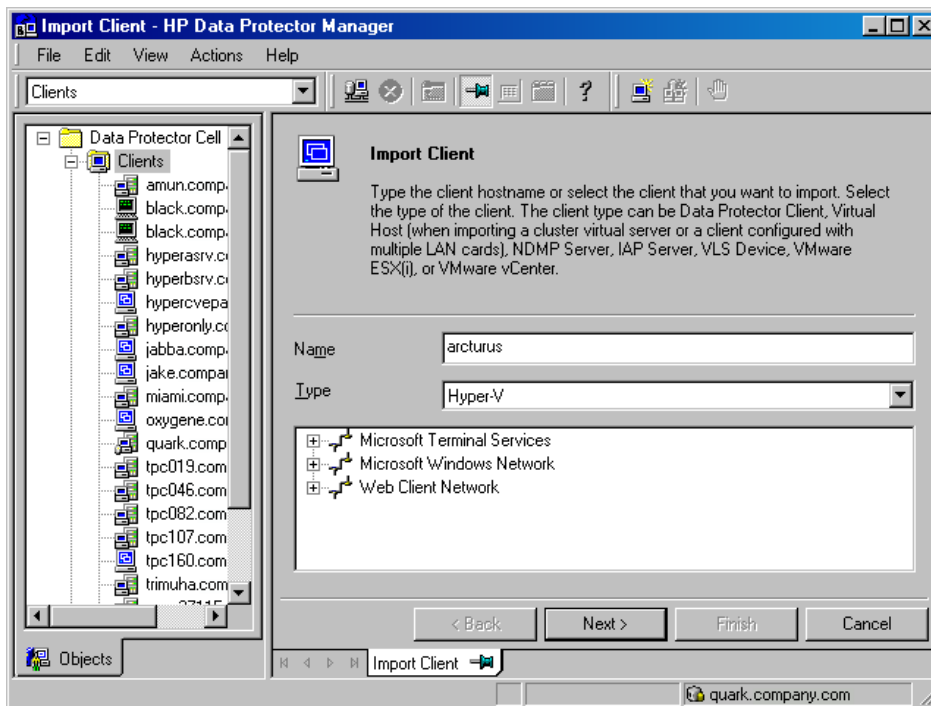 Import Client - HP Data Protector Manager
File Edit View Actions Help
Clients
Data Protector Cell
Clients
amun.comp
black.comp
black.comp
hyperasrv.c
hyperbsrv.c
hypercvepa
hyperonly.co
jabba.comp
jake.compar
miami.comp
oxygene.co
quark.comp
tpc019.com
tpc046.com
tpc082.com
tpc107.com
tpc160.com
trimuha.com
Objects
Import Client
Type the client hostname or select the client that you want to import. Select
the type of the client. The client type can be Data Protector Client, Virtual
Host (when importing a cluster virtual server or a client configured with
multiple LAN cards), NDMP Server, IAP Server, VLS Device, VMware
ESX(i), or VMware vCenter.
Name arcturus
Type Hyper-V
Microsoft Terminal Services
Microsoft Windows Network
Web Client Network
< Back Next > Finish Cancel
Import Client
quark.company.com